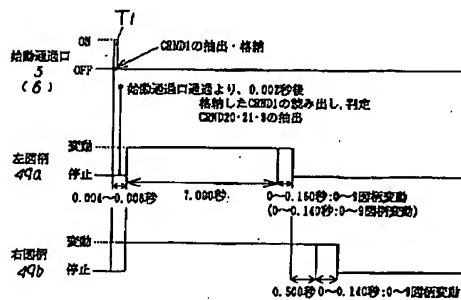 T1
ON
CRND1の抽出・格納
始動通過口
5
(6)
OFF
始動通過口通過より、0.002秒後
格納したCRND1の読み出し,判定
CRND20・21・3の抽出
変動
左図柄
49a
停止
0.004〜0.008秒
7.000秒
0〜0.160秒:0〜9図柄変動
(0〜0.140秒:0〜9図柄変動)
変動
右図柄
49b
停止
0.500秒
0〜0.140秒:0〜9図柄変動